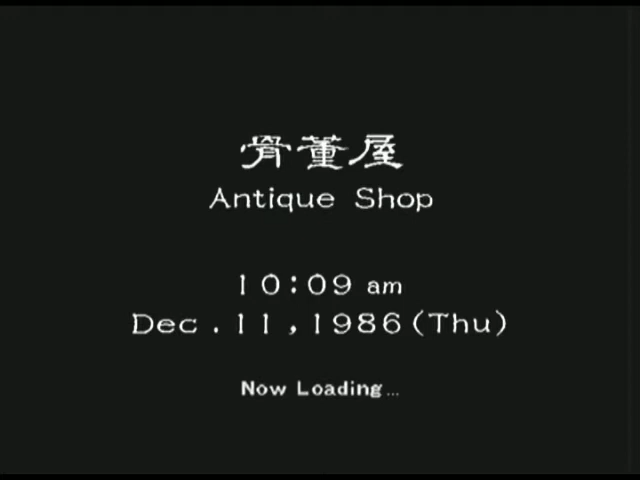 骨董屋
Antique Shop
10:09 am
Dec.11,1986(Thu)
Now Loading...